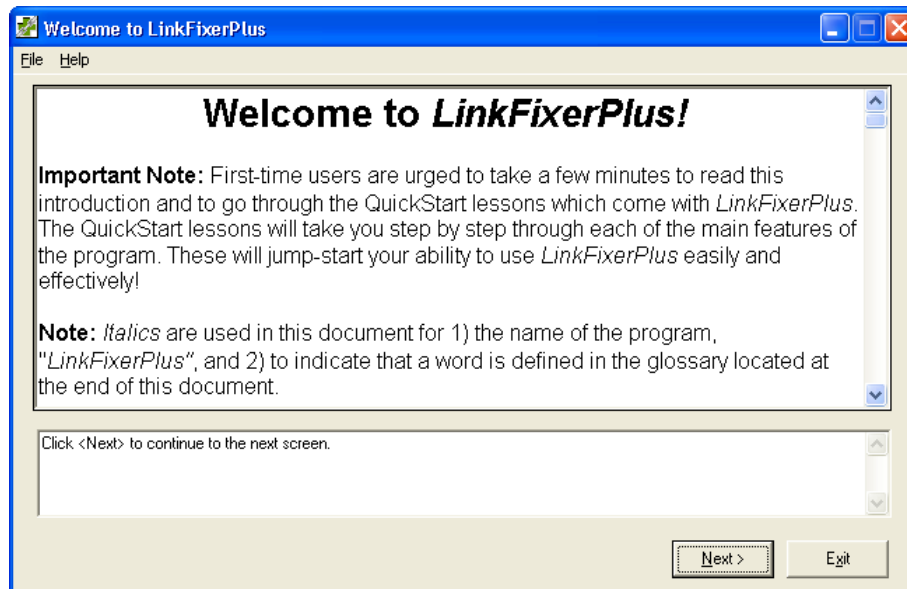 Welcome to LinkFixerPlus
File Help
Welcome to LinkFixerPlus!
Important Note: First-time users are urged to take a few minutes to read this
introduction and to go through the QuickStart lessons which come with LinkFixerPlus.
The QuickStart lessons will take you step by step through each of the main features of
the program. These will jump-start your ability to use LinkFixerPlus easily and
effectively!
Note: Italics are used in this document for 1) the name of the program,
"LinkFixerPlus", and 2) to indicate that a word is defined in the glossary located at
the end of this document.
Click <Next> to continue to the next screen.
Next > Exit